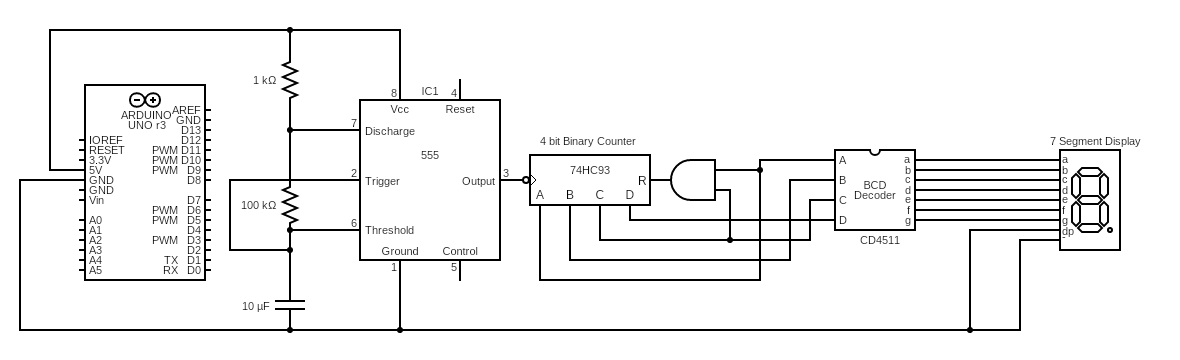 1 kΩ
100 kΩ
10 µF
ARDUINO
UNO r3
IOREF
RESET
3.3V
5V
GND
GND
Vin
A0
A1
A2
A3
A4
A5
AREF
GND
D13
D12
PWM D11
PWM D10
PWM D9
D8
D7
PWM D6
PWM D5
D4
PWM D3
D2
TX D1
RX D0
8
IC1
4
Vcc
Reset
7
Discharge
555
2
Trigger
Output
3
6
Threshold
Ground
Control
1
5
4 bit Binary Counter
74HC93
R
A
B
C
D
A
B
C
D
BCD
Decoder
a
b
c
d
e
f
g
CD4511
7 Segment Display
a
b
c
d
e
f
g
dp
-